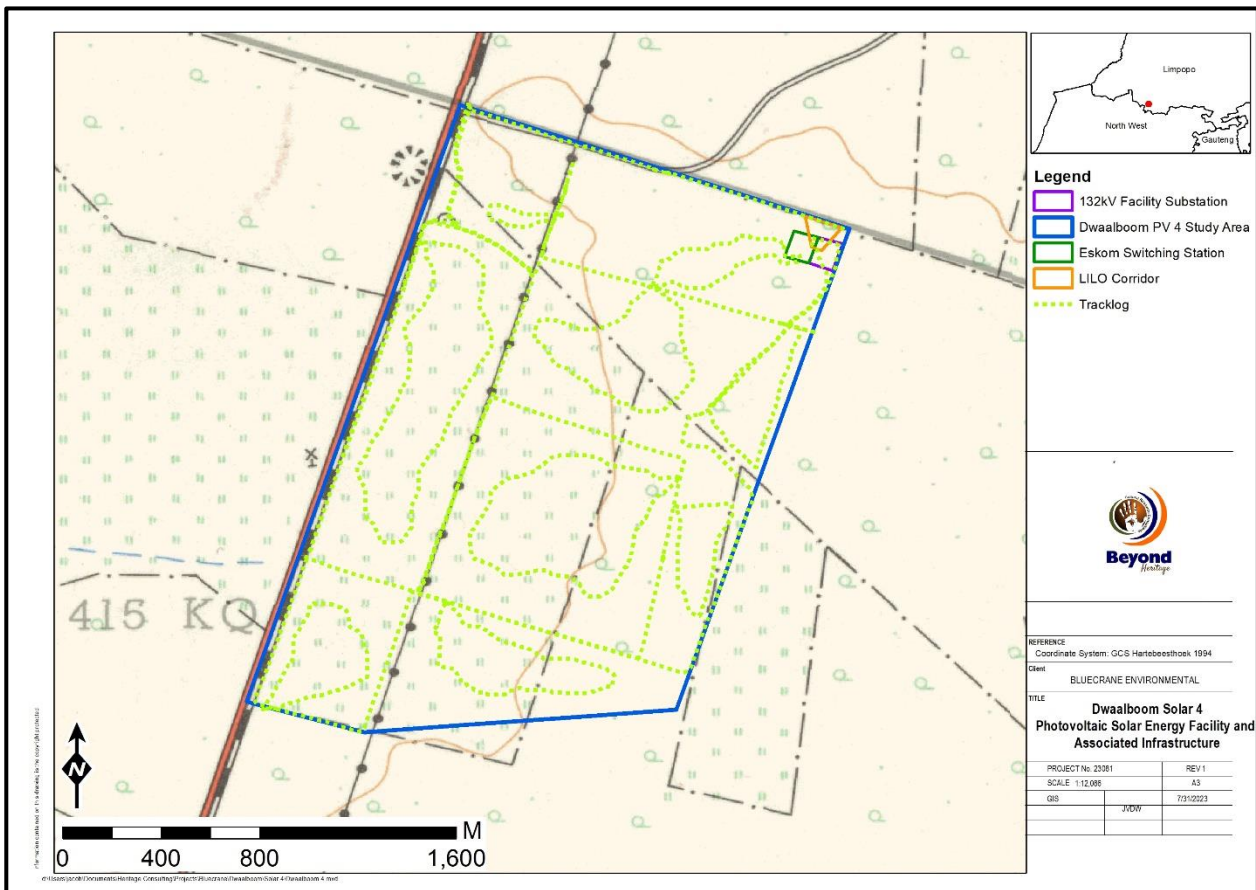 415 KQ
N
M
0 400 800 1,600
Limpopo
North West
Gauteng
Legend
132kV Facility Substation
Dwaalboom PV 4 Study Area
Eskom Switching Station
LILO Corridor
Tracklog
Beyond
Heritage
REFERENCE
Coordinate System: GCS Hartebeesthoek 1994
Client
BLUECRANE ENVIRONMENTAL
TITLE
Dwaalboom Solar 4
Photovoltaic Solar Energy Facility and
Associated Infrastructure
PROJECT No. 23081 REV 1
SCALE 1:12,088 A3
GIS JVDW 7/31/2023